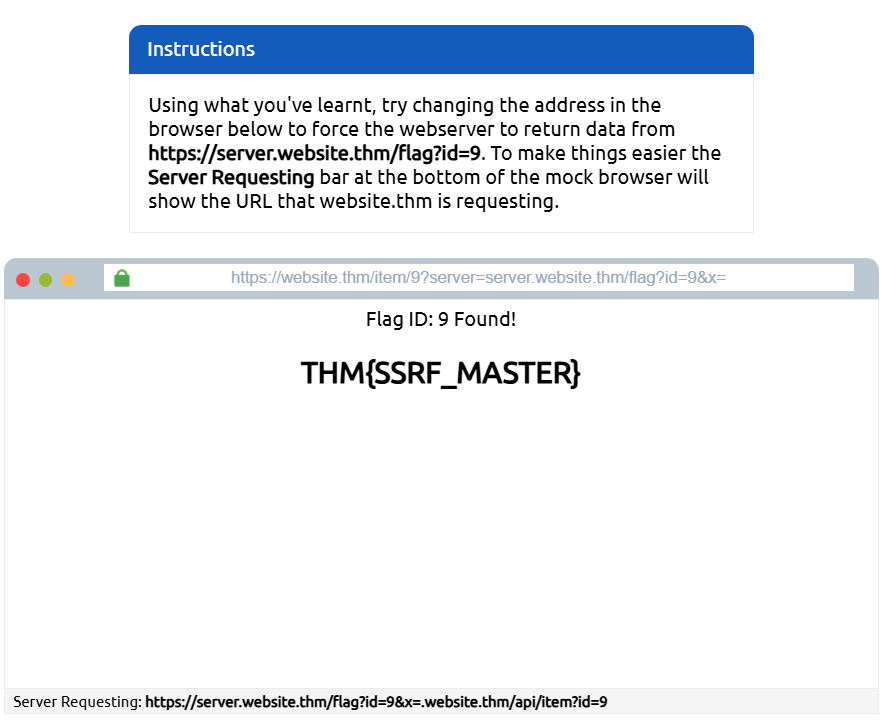 Instructions
Using what you've learnt, try changing the address in the
browser below to force the webserver to return data from
https://server.website.thm/flag?id=9. To make things easier the
Server Requesting bar at the bottom of the mock browser will
show the URL that website.thm is requesting.
https://website.thm/item/9?server=server.website.thm/flag?id=9&x=
Flag ID: 9 Found!
THM{SSRF_MASTER}
Server Requesting: https://server.website.thm/flag?id=9&x=.website.thm/api/item?id=9